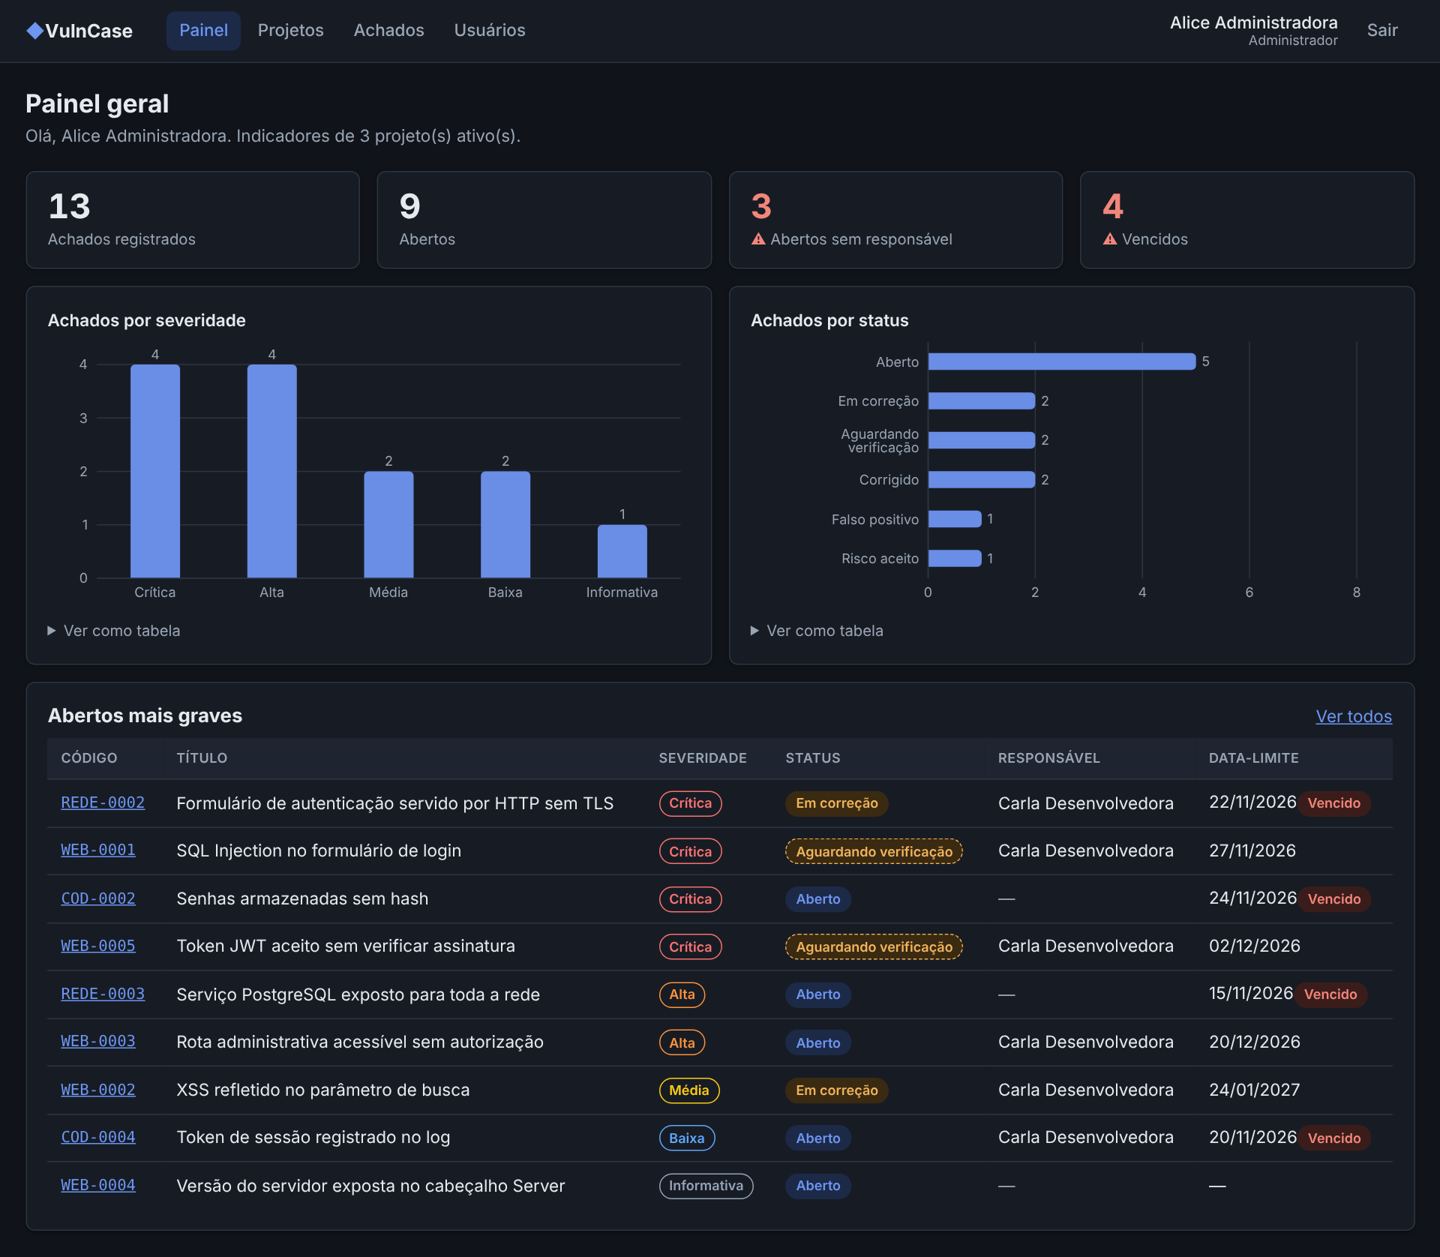 VulnCase Painel Projetos Achados Usuários Alice Administradora Sair
Administrador
Painel geral
Olá, Alice Administradora. Indicadores de 3 projeto(s) ativo(s).
13 9 3 4
Achados registrados Abertos Abertos sem responsável Vencidos
Achados por severidade
4 4
4
3
2 2
2
1
1
0
Crítica Alta Média Baixa Informativa
Ver como tabela
Achados por status
Aberto 5
Em correção 2
Aguardando
verificação 2
Corrigido 2
Falso positivo 1
Risco aceito 1
0 2 4 6 8
Ver como tabela
Abertos mais graves Ver todos
CÓDIGO TÍTULO SEVERIDADE STATUS RESPONSÁVEL DATA-LIMITE
REDE-0002 Formulário de autenticação servido por HTTP sem TLS Crítica Em correção Carla Desenvolvedora 22/11/2026 Vencido
WEB-0001 SQL Injection no formulário de login Crítica Aguardando verificação Carla Desenvolvedora 27/11/2026
COD-0002 Senhas armazenadas sem hash Crítica Aberto — 24/11/2026 Vencido
WEB-0005 Token JWT aceito sem verificar assinatura Crítica Aguardando verificação Carla Desenvolvedora 02/12/2026
REDE-0003 Serviço PostgreSQL exposto para toda a rede Alta Aberto — 15/11/2026 Vencido
WEB-0003 Rota administrativa acessível sem autorização Alta Aberto Carla Desenvolvedora 20/12/2026
WEB-0002 XSS refletido no parâmetro de busca Média Em correção Carla Desenvolvedora 24/01/2027
COD-0004 Token de sessão registrado no log Baixa Aberto Carla Desenvolvedora 20/11/2026 Vencido
WEB-0004 Versão do servidor exposta no cabeçalho Server Informativa Aberto — —